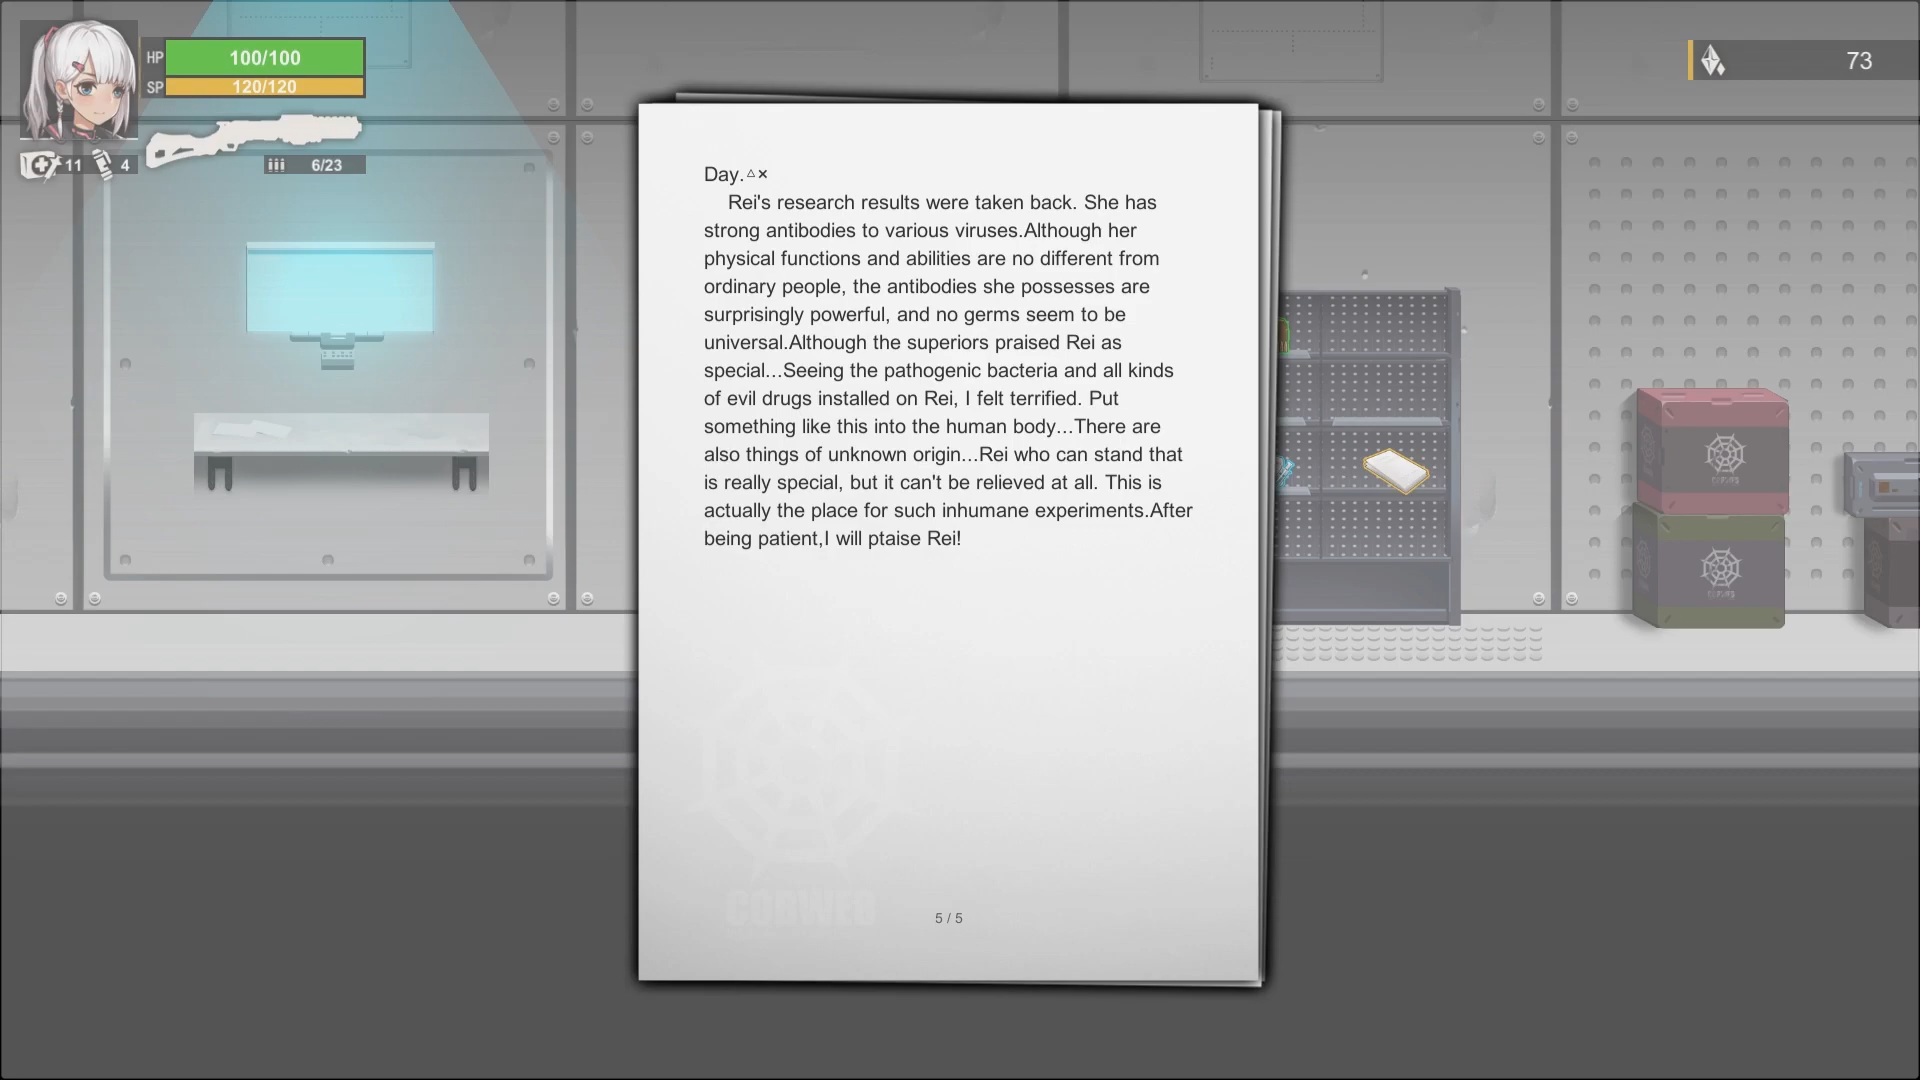 HP 100/100
SP 120/120
11 4
6/23
73
Day.△×
Rei's research results were taken back. She has
strong antibodies to various viruses.Although her
physical functions and abilities are no different from
ordinary people, the antibodies she possesses are
surprisingly powerful, and no germs seem to be
universal.Although the superiors praised Rei as
special...Seeing the pathogenic bacteria and all kinds
of evil drugs installed on Rei, I felt terrified. Put
something like this into the human body...There are
also things of unknown origin...Rei who can stand that
is really special, but it can't be relieved at all. This is
actually the place for such inhumane experiments.After
being patient,I will ptaise Rei!
CORWEB
5 / 5